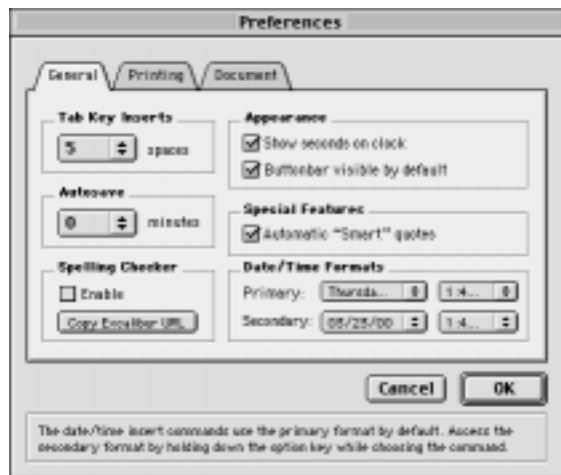 Preferences
General Printing Document
Tab Key Inserts
5 spaces
Autosave
0 minutes
Spelling Checker
Enable
Copy Excalibur URL
Appearance
Show seconds on clock
Buttonbar visible by default
Special Features
Automatic "Smart" quotes
Date/Time Formats
Primary: Thursda... 1:4...
Secondary: 05/25/00 1:4...
Cancel OK
The date/time insert commands use the primary format by default. Access the
secondary format by holding down the option key while choosing the command.